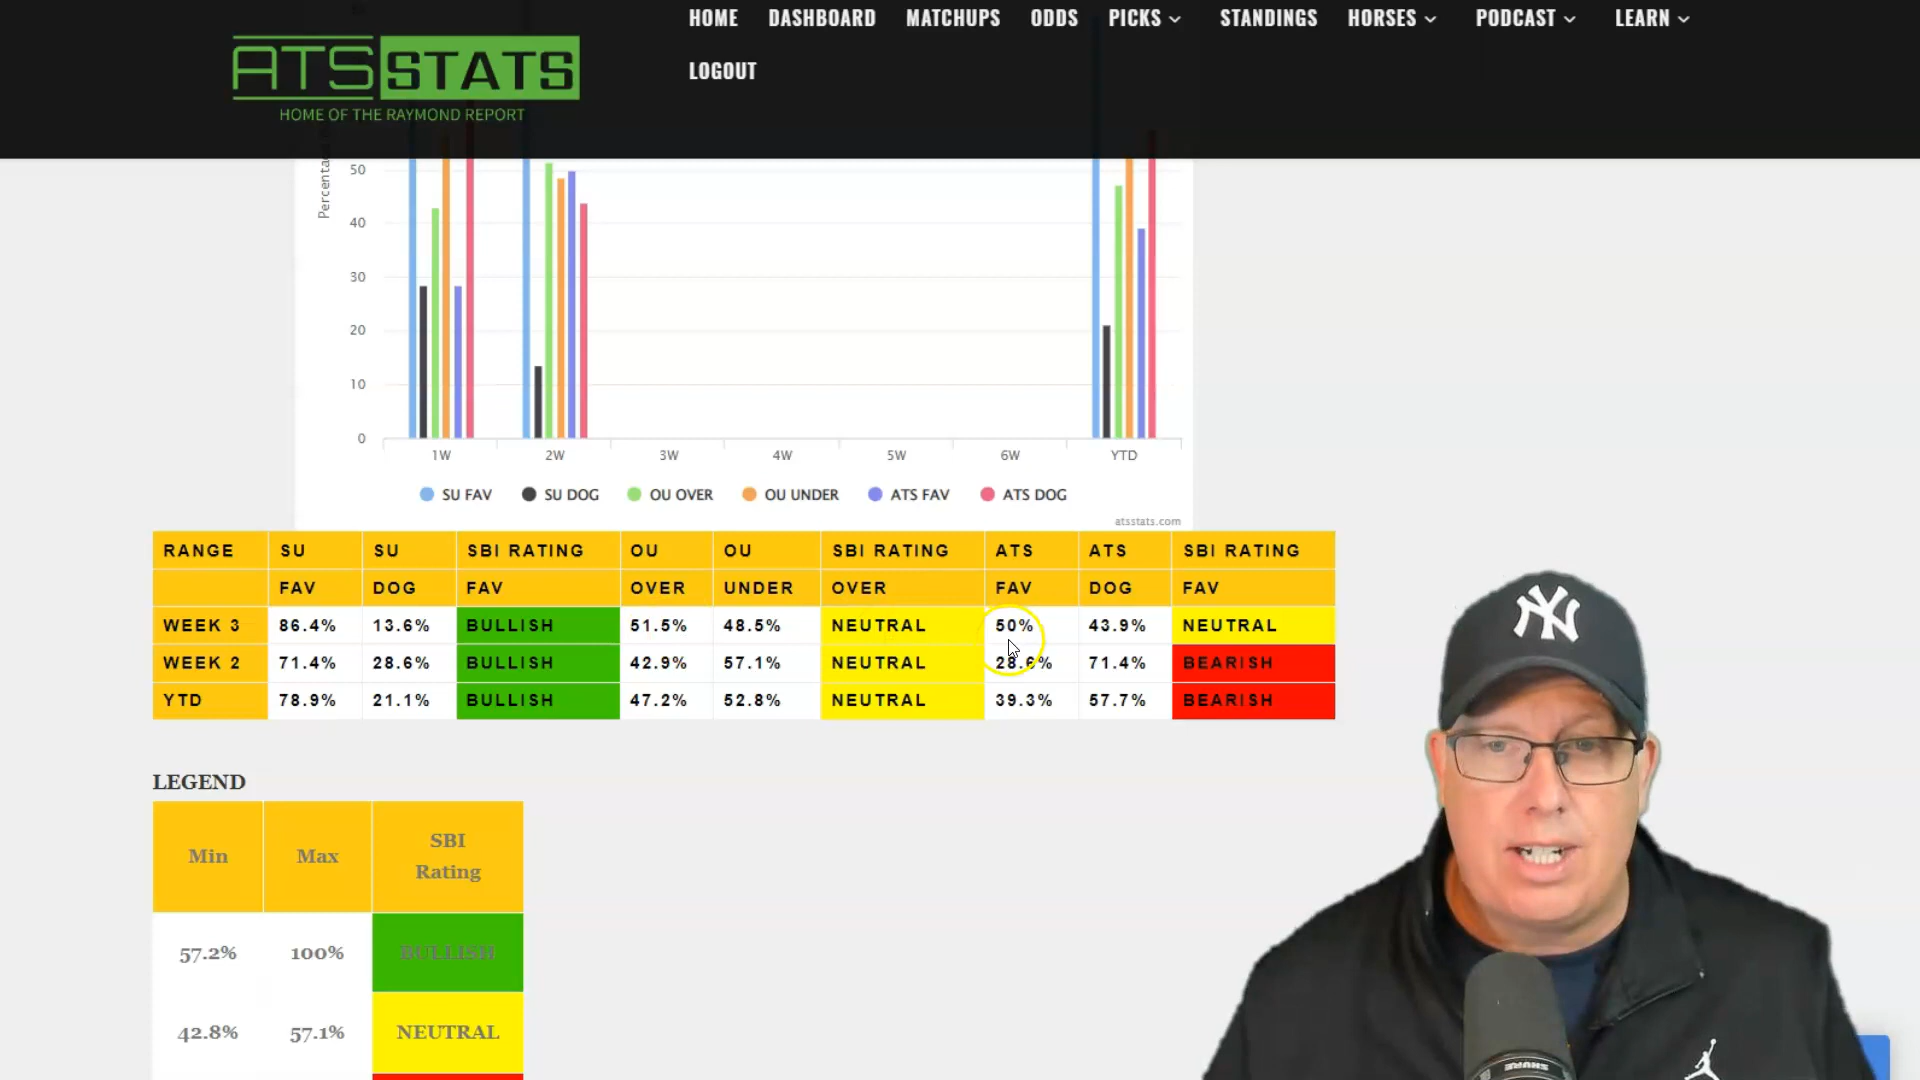 HOME DASHBOARD MATCHUPS ODDS PICKS STANDINGS HORSES PODCAST LEARN
LOGOUT
ATS STATS
HOME OF THE RAYMOND REPORT
50
40
30
20
10
0
1W 2W 3W 4W 5W 6W YTD
SU FAV SU DOG OU OVER OU UNDER ATS FAV ATS DOG
atsstats.com
RANGE SU SU SBI RATING OU OU SBI RATING ATS ATS SBI RATING
FAV DOG FAV OVER UNDER OVER FAV DOG FAV
WEEK 3 86.4% 13.6% BULLISH 51.5% 48.5% NEUTRAL 50% 43.9% NEUTRAL
WEEK 2 71.4% 28.6% BULLISH 42.9% 57.1% NEUTRAL 28.6% 71.4% BEARISH
YTD 78.9% 21.1% BULLISH 47.2% 52.8% NEUTRAL 39.3% 57.7% BEARISH
LEGEND
Min Max SBI
Rating
57.2% 100% BULLISH
42.8% 57.1% NEUTRAL
NY
SHURE